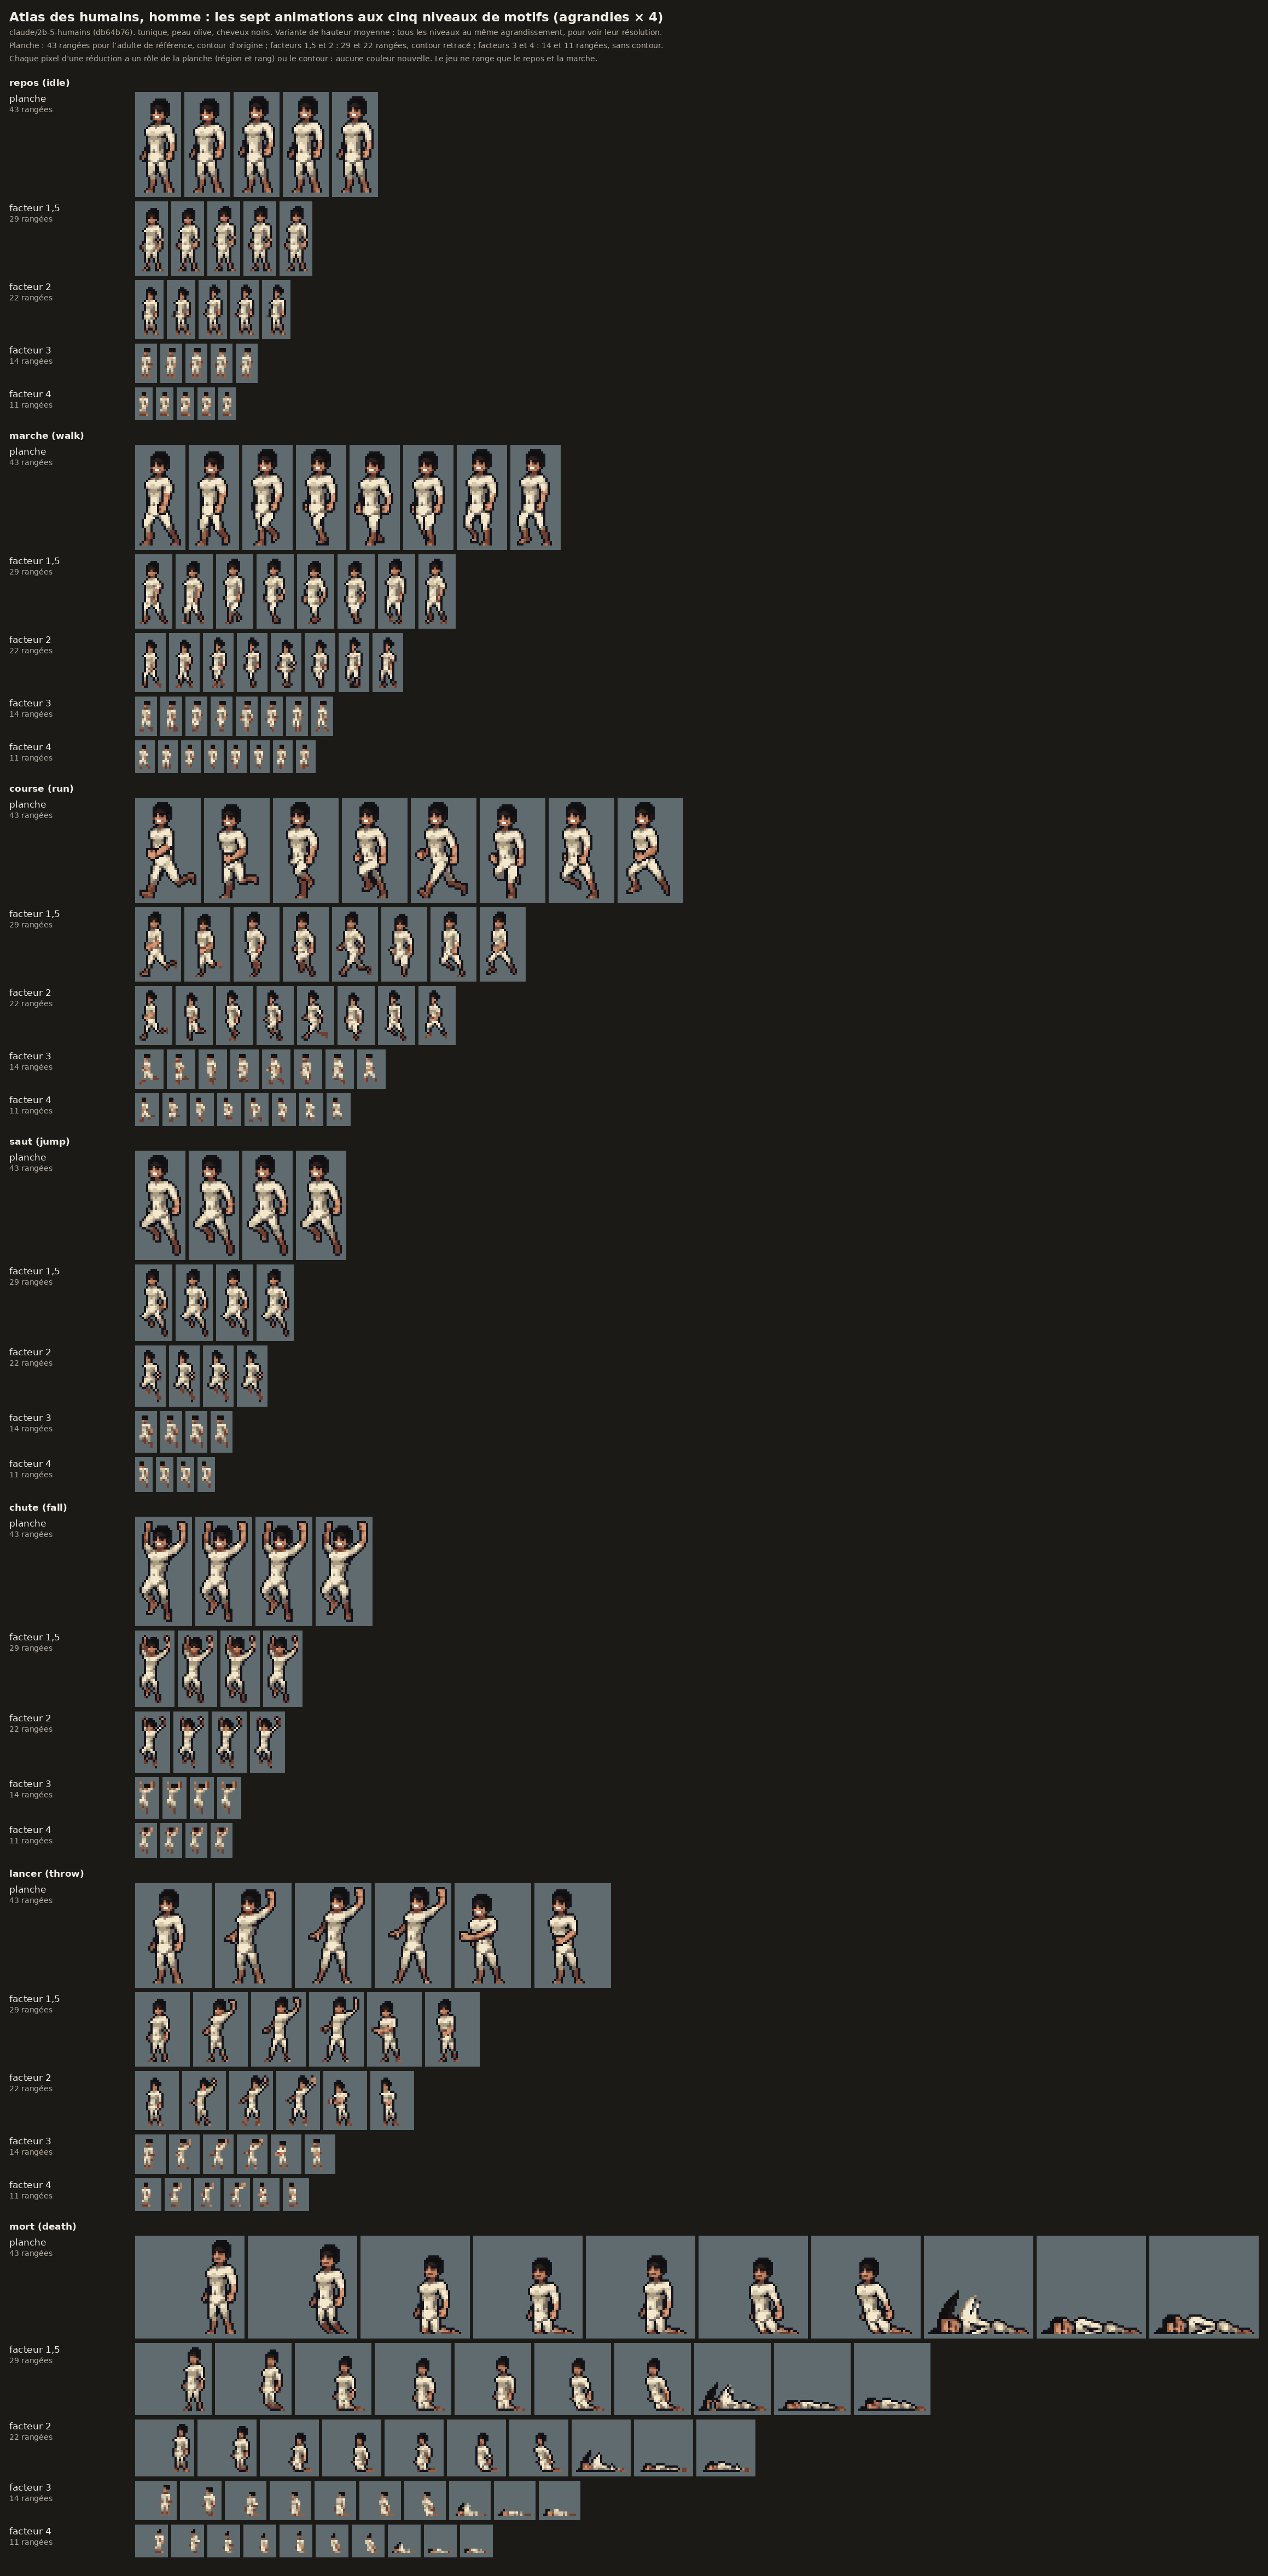 Atlas des humains, homme : les sept animations aux cinq niveaux de motifs (agrandies × 4)
claude/2b-5-humains (db64b76). tunique, peau olive, cheveux noirs. Variante de hauteur moyenne ; tous les niveaux au même agrandissement, pour voir leur résolution.
Planche : 43 rangées pour l'adulte de référence, contour d'origine ; facteurs 1,5 et 2 : 29 et 22 rangées, contour retracé ; facteurs 3 et 4 : 14 et 11 rangées, sans contour.
Chaque pixel d'une réduction a un rôle de la planche (région et rang) ou le contour : aucune couleur nouvelle. Le jeu ne range que le repos et la marche.
repos (idle)
planche
43 rangées
facteur 1,5
29 rangées
facteur 2
22 rangées
facteur 3
14 rangées
facteur 4
11 rangées
marche (walk)
planche
43 rangées
facteur 1,5
29 rangées
facteur 2
22 rangées
facteur 3
14 rangées
facteur 4
11 rangées
course (run)
planche
43 rangées
facteur 1,5
29 rangées
facteur 2
22 rangées
facteur 3
14 rangées
facteur 4
11 rangées
saut (jump)
planche
43 rangées
facteur 1,5
29 rangées
facteur 2
22 rangées
facteur 3
14 rangées
facteur 4
11 rangées
chute (fall)
planche
43 rangées
facteur 1,5
29 rangées
facteur 2
22 rangées
facteur 3
14 rangées
facteur 4
11 rangées
lancer (throw)
planche
43 rangées
facteur 1,5
29 rangées
facteur 2
22 rangées
facteur 3
14 rangées
facteur 4
11 rangées
mort (death)
planche
43 rangées
facteur 1,5
29 rangées
facteur 2
22 rangées
facteur 3
14 rangées
facteur 4
11 rangées